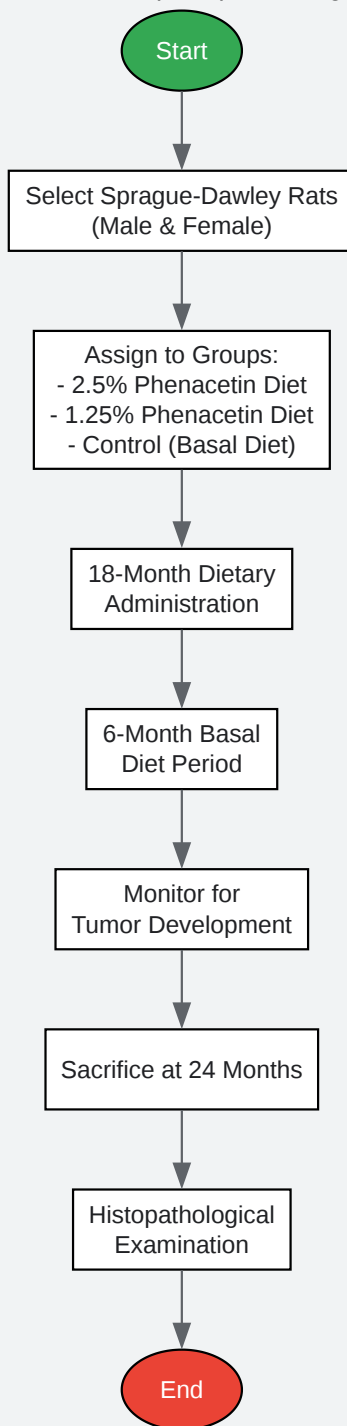 Start
Select Sprague-Dawley Rats
(Male & Female)
Assign to Groups:
- 2.5% Phenacetin Diet
- 1.25% Phenacetin Diet
- Control (Basal Diet)
18-Month Dietary
Administration
6-Month Basal
Diet Period
Monitor for
Tumor Development
Sacrifice at 24 Months
Histopathological
Examination
End